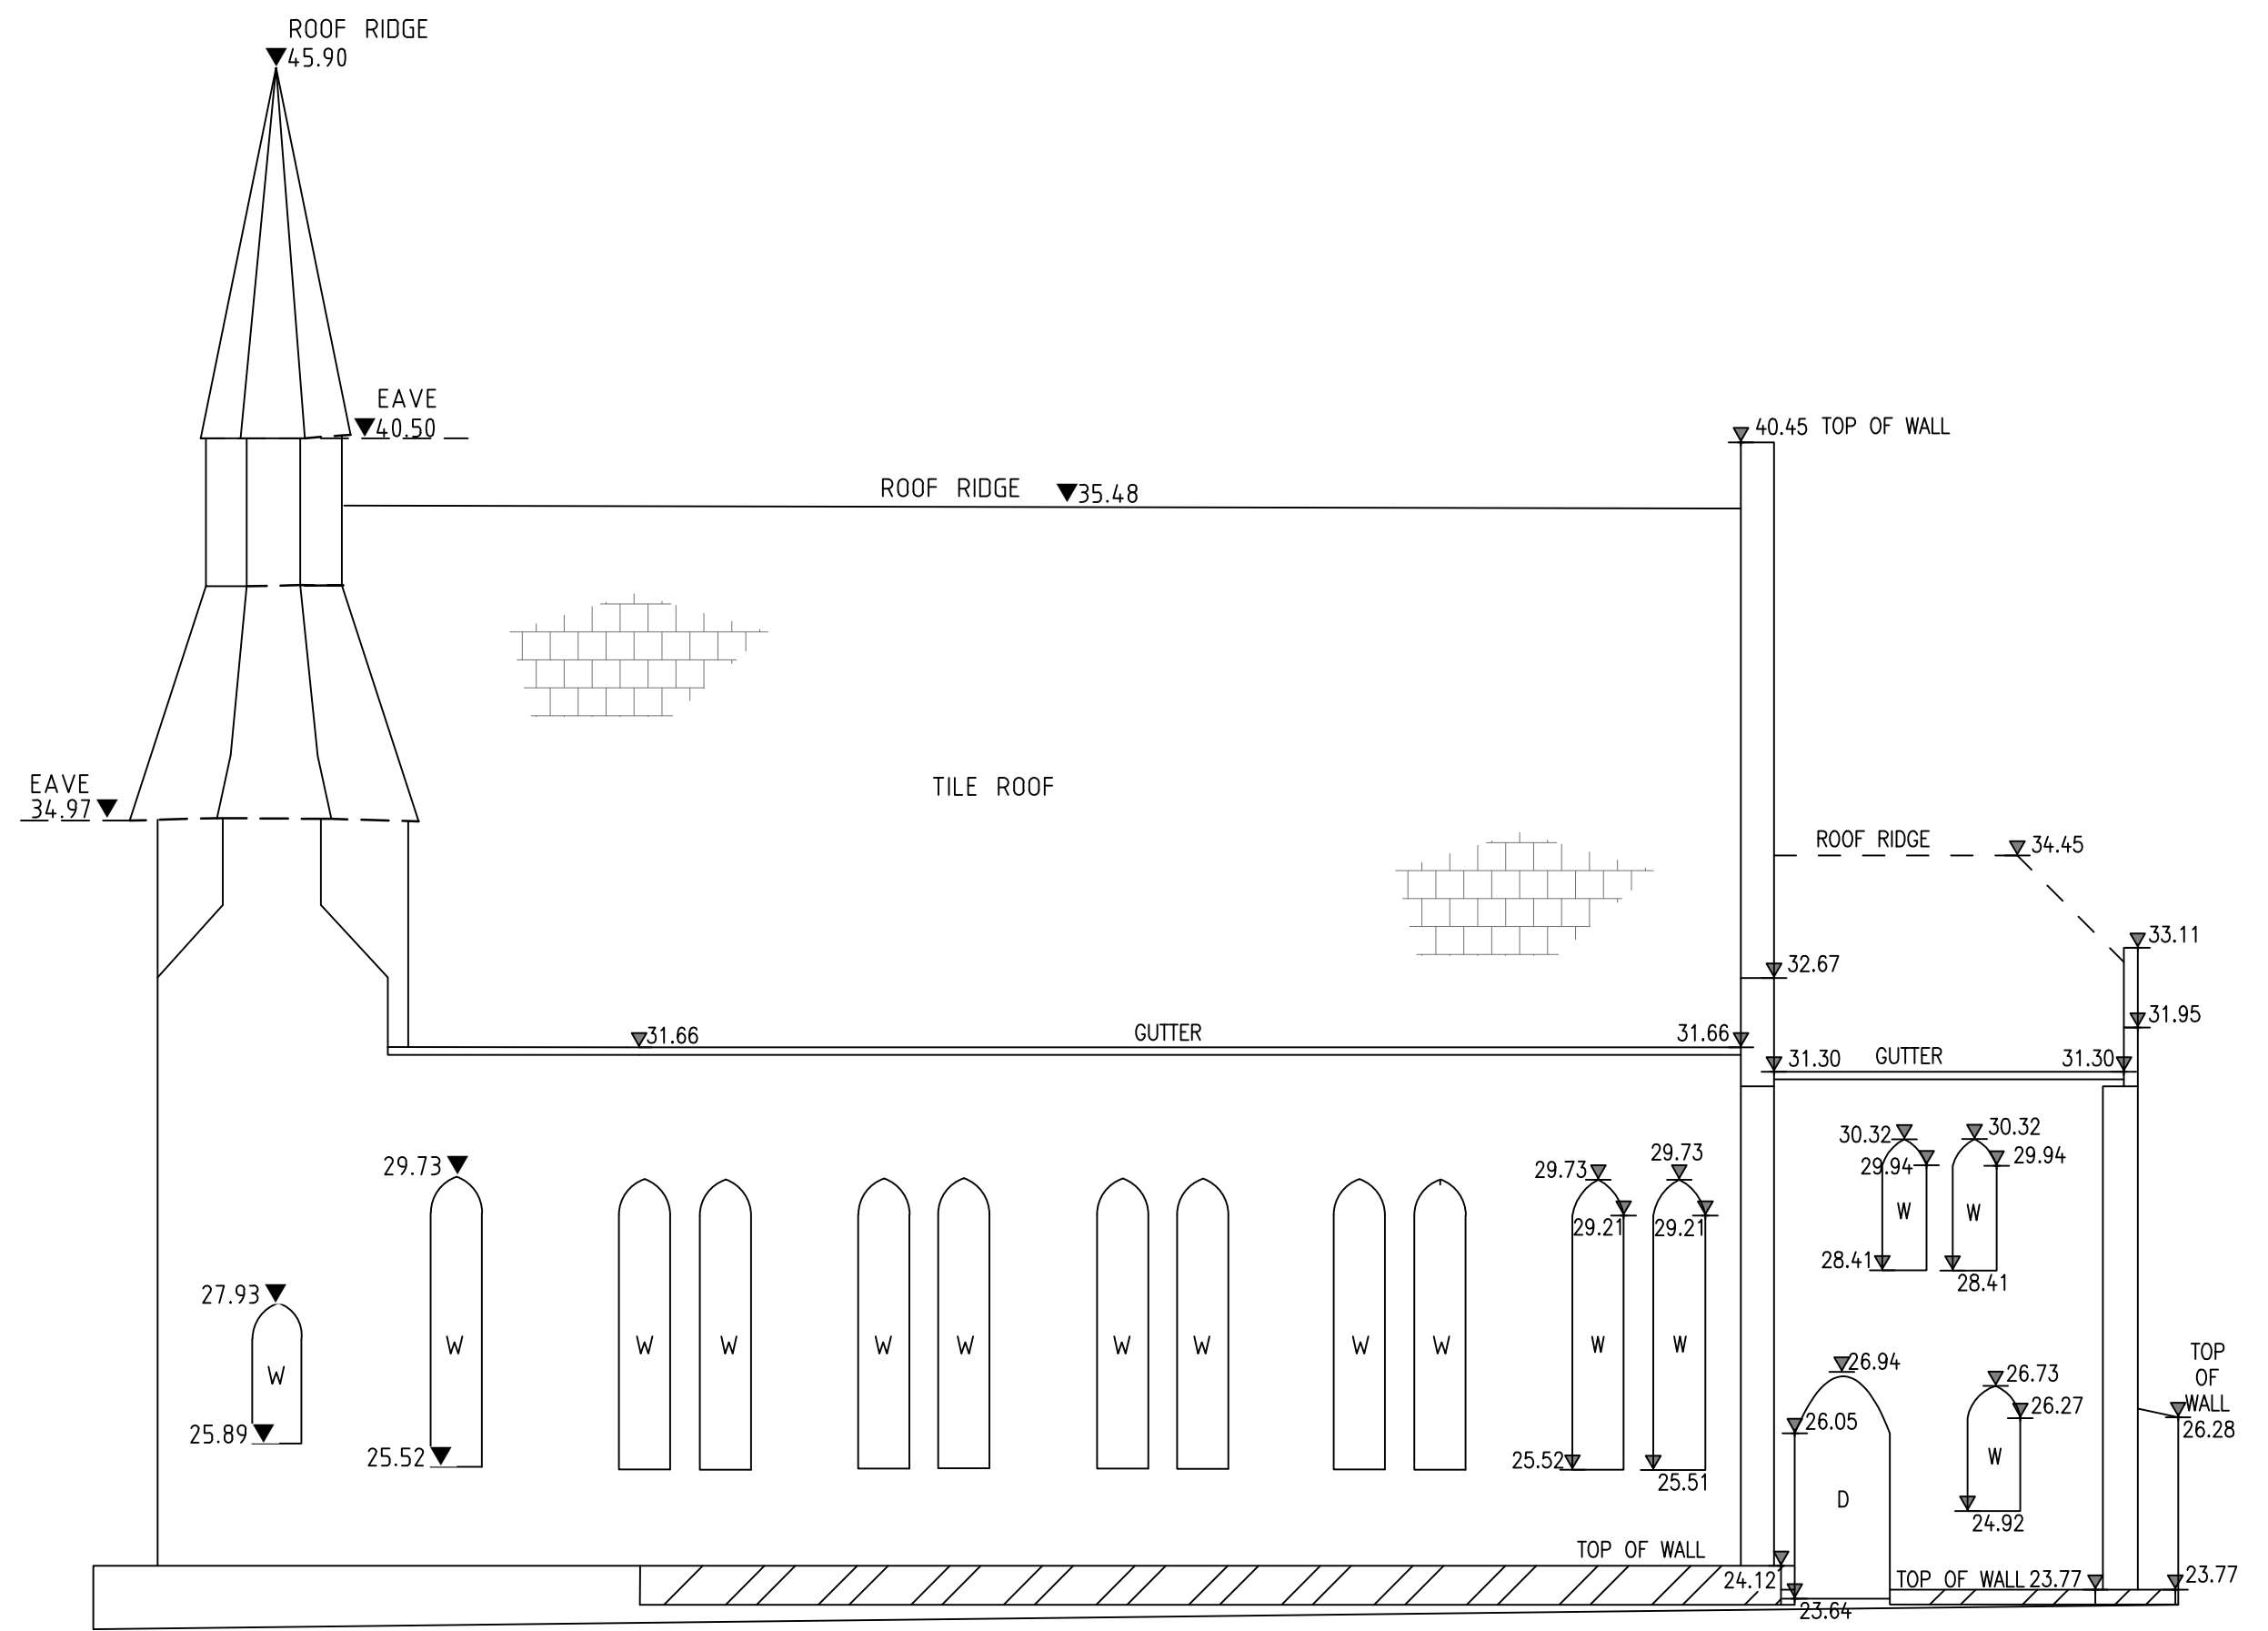 ROOF RIDGE
45.90
EAVE
40.50
40.45 TOP OF WALL
ROOF RIDGE 35.48
EAVE
34.97
TILE ROOF
ROOF RIDGE 34.45
33.11
32.67
31.95
31.66 GUTTER 31.66
31.30 GUTTER 31.30
30.32 30.32
29.94 29.94
29.73 29.73 29.73
29.21 29.21
W W
28.41 28.41
27.93
W W W W W W W W W W W
W
26.94
26.73
26.27
26.05
TOP
OF
WALL
26.28
25.89
25.52 25.52 25.51
W
D
24.92
TOP OF WALL
24.12
TOP OF WALL 23.77 23.77
23.64